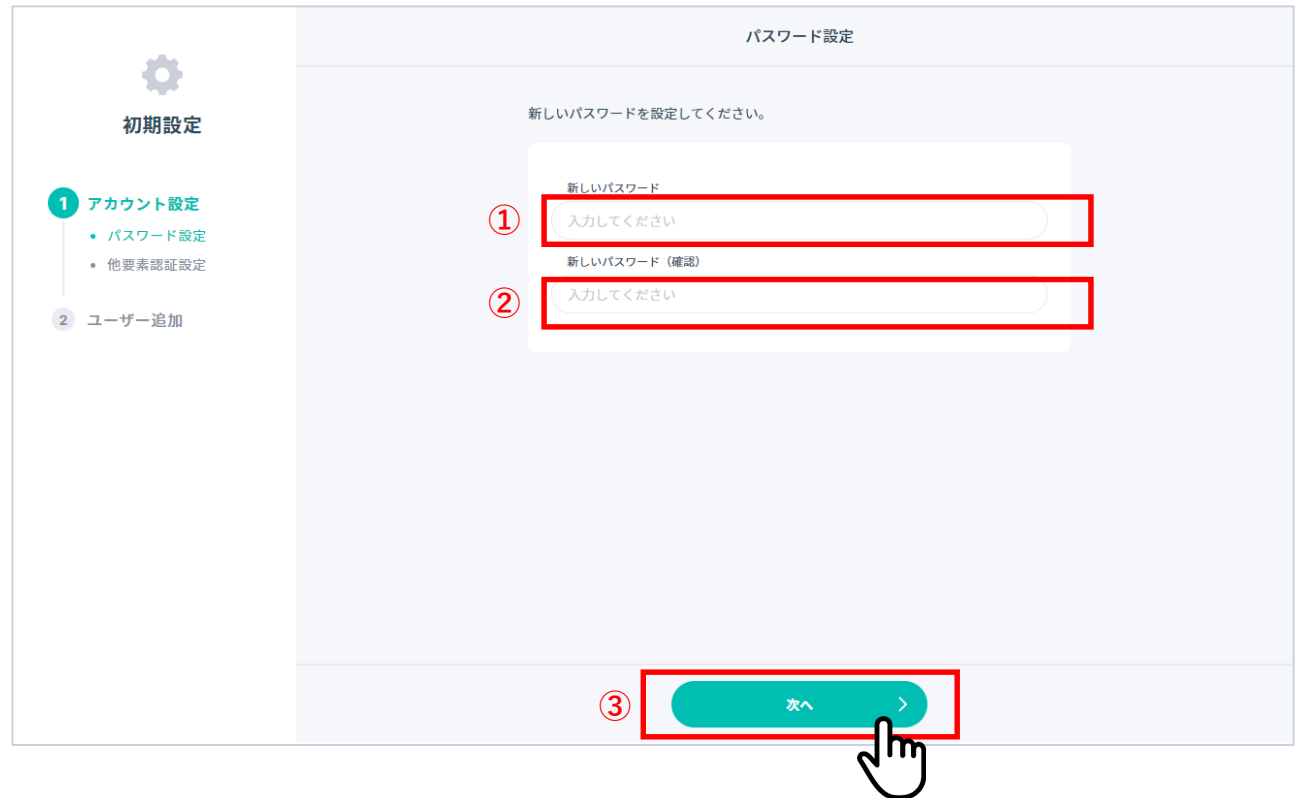 初期設定
1 アカウント設定
• パスワード設定
• 他要素認証設定
2 ユーザー追加
パスワード設定
新しいパスワードを設定してください。
新しいパスワード
① 入力してください
新しいパスワード（確認）
② 入力してください
③ 次へ